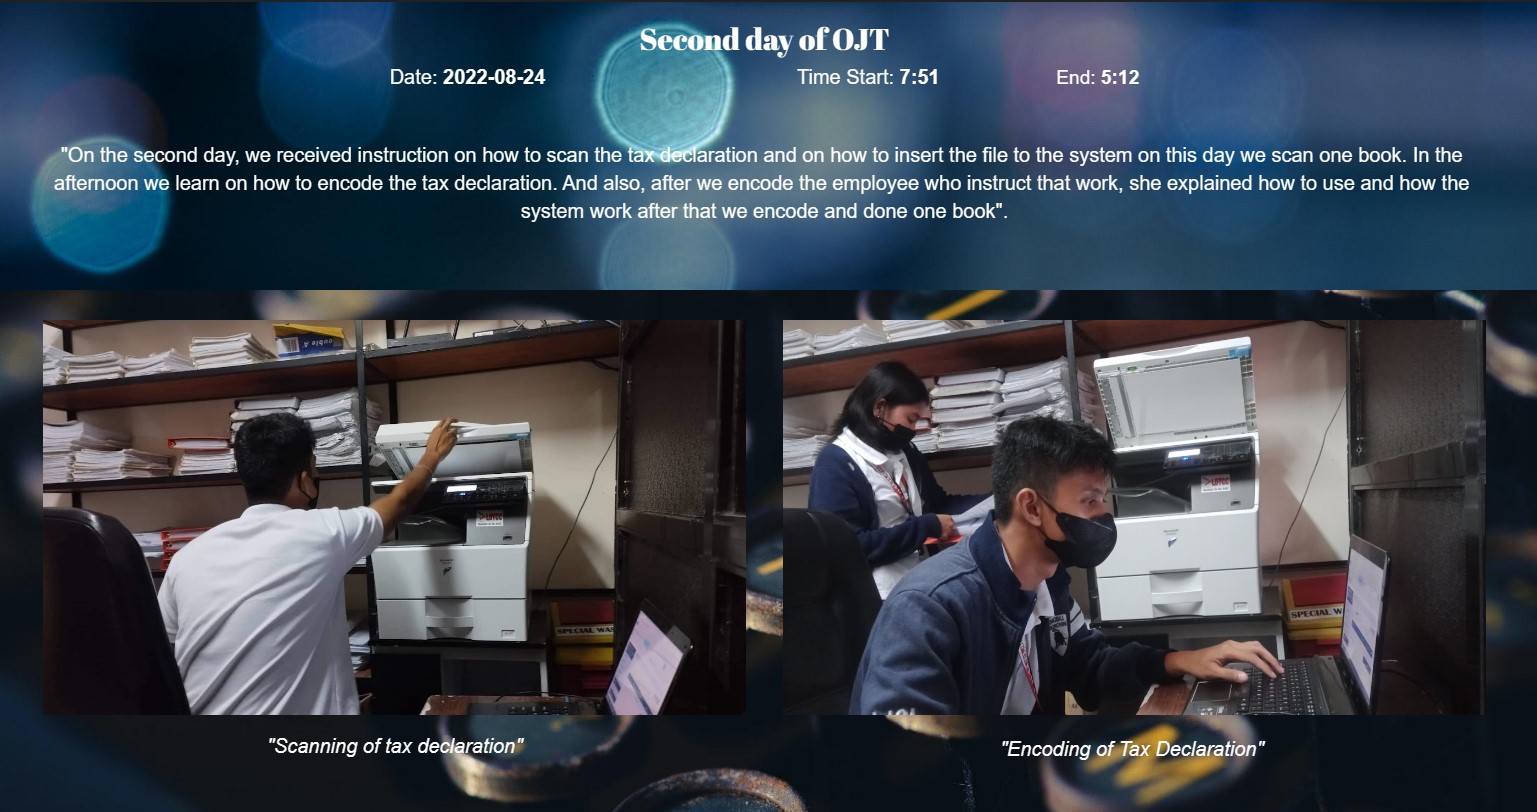 Second day of OJT
Date: 2022-08-24 Time Start: 7:51 End: 5:12
"On the second day, we received instruction on how to scan the tax declaration and on how to insert the file to the system on this day we scan one book. In the
afternoon we learn on how to encode the tax declaration. And also, after we encode the employee who instruct that work, she explained how to use and how the
system work after that we encode and done one book".
LDTCC
SPECIAL WA
LDTCC
SPECIAL W
"Scanning of tax declaration"
"Encoding of Tax Declaration"